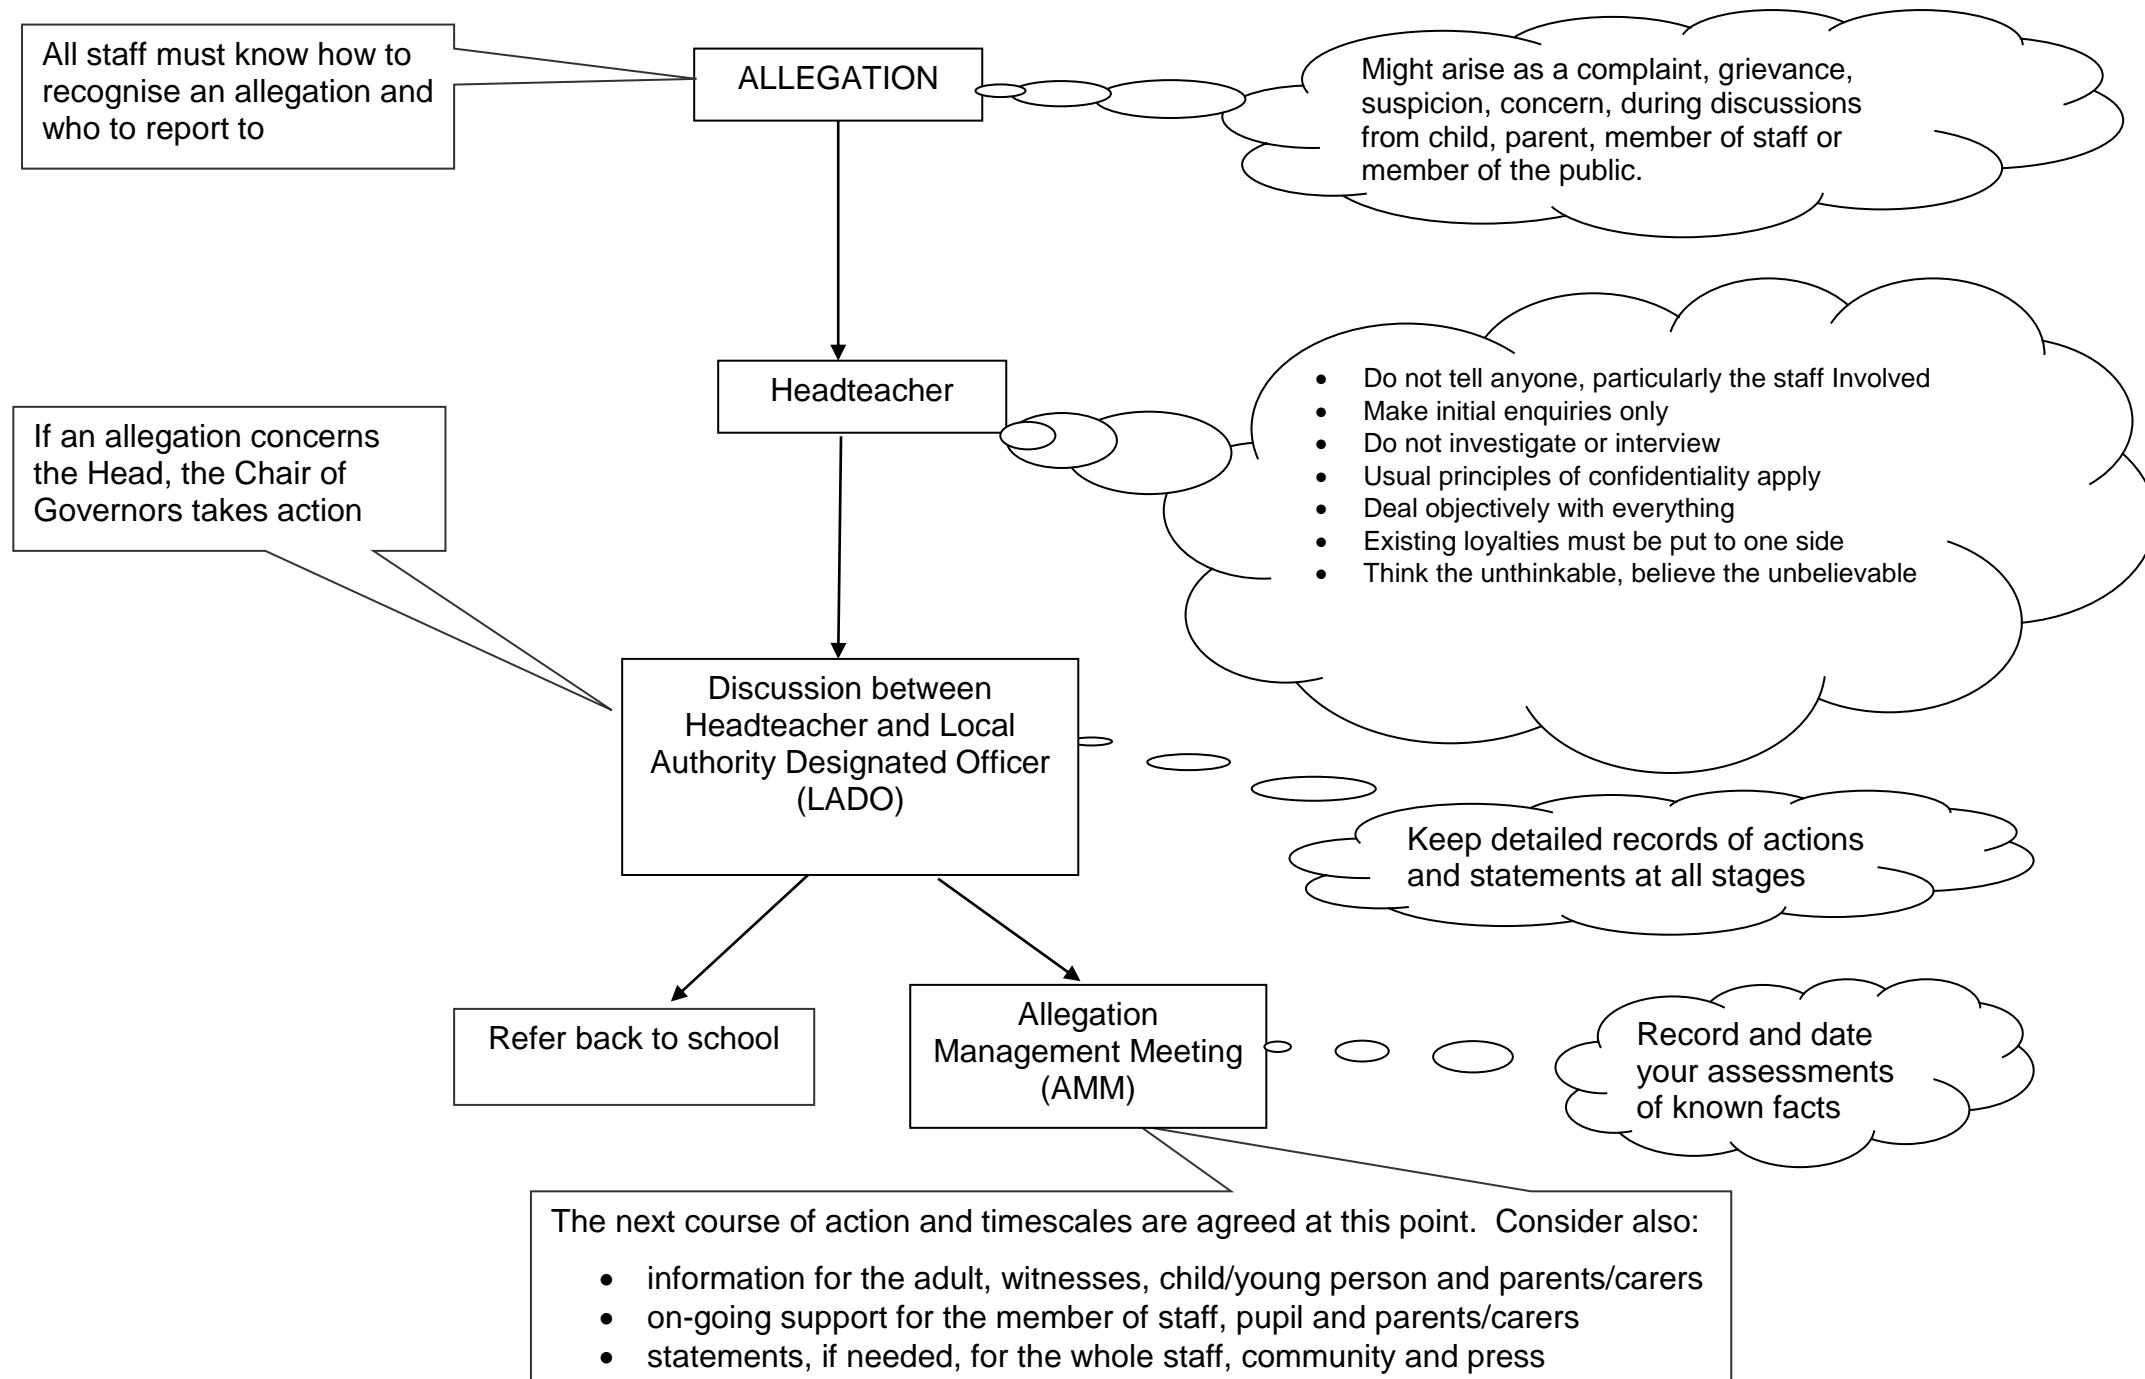 All staff must know how to
recognise an allegation and
who to report to
ALLEGATION
Might arise as a complaint, grievance,
suspicion, concern, during discussions
from child, parent, member of staff or
member of the public.
Headteacher
• Do not tell anyone, particularly the staff Involved
• Make initial enquiries only
• Do not investigate or interview
• Usual principles of confidentiality apply
• Deal objectively with everything
• Existing loyalties must be put to one side
• Think the unthinkable, believe the unbelievable
If an allegation concerns
the Head, the Chair of
Governors takes action
Discussion between
Headteacher and Local
Authority Designated Officer
(LADO)
Keep detailed records of actions
and statements at all stages
Refer back to school
Allegation
Management Meeting
(AMM)
Record and date
your assessments
of known facts
The next course of action and timescales are agreed at this point.  Consider also:
• information for the adult, witnesses, child/young person and parents/carers
• on-going support for the member of staff, pupil and parents/carers
• statements, if needed, for the whole staff, community and press